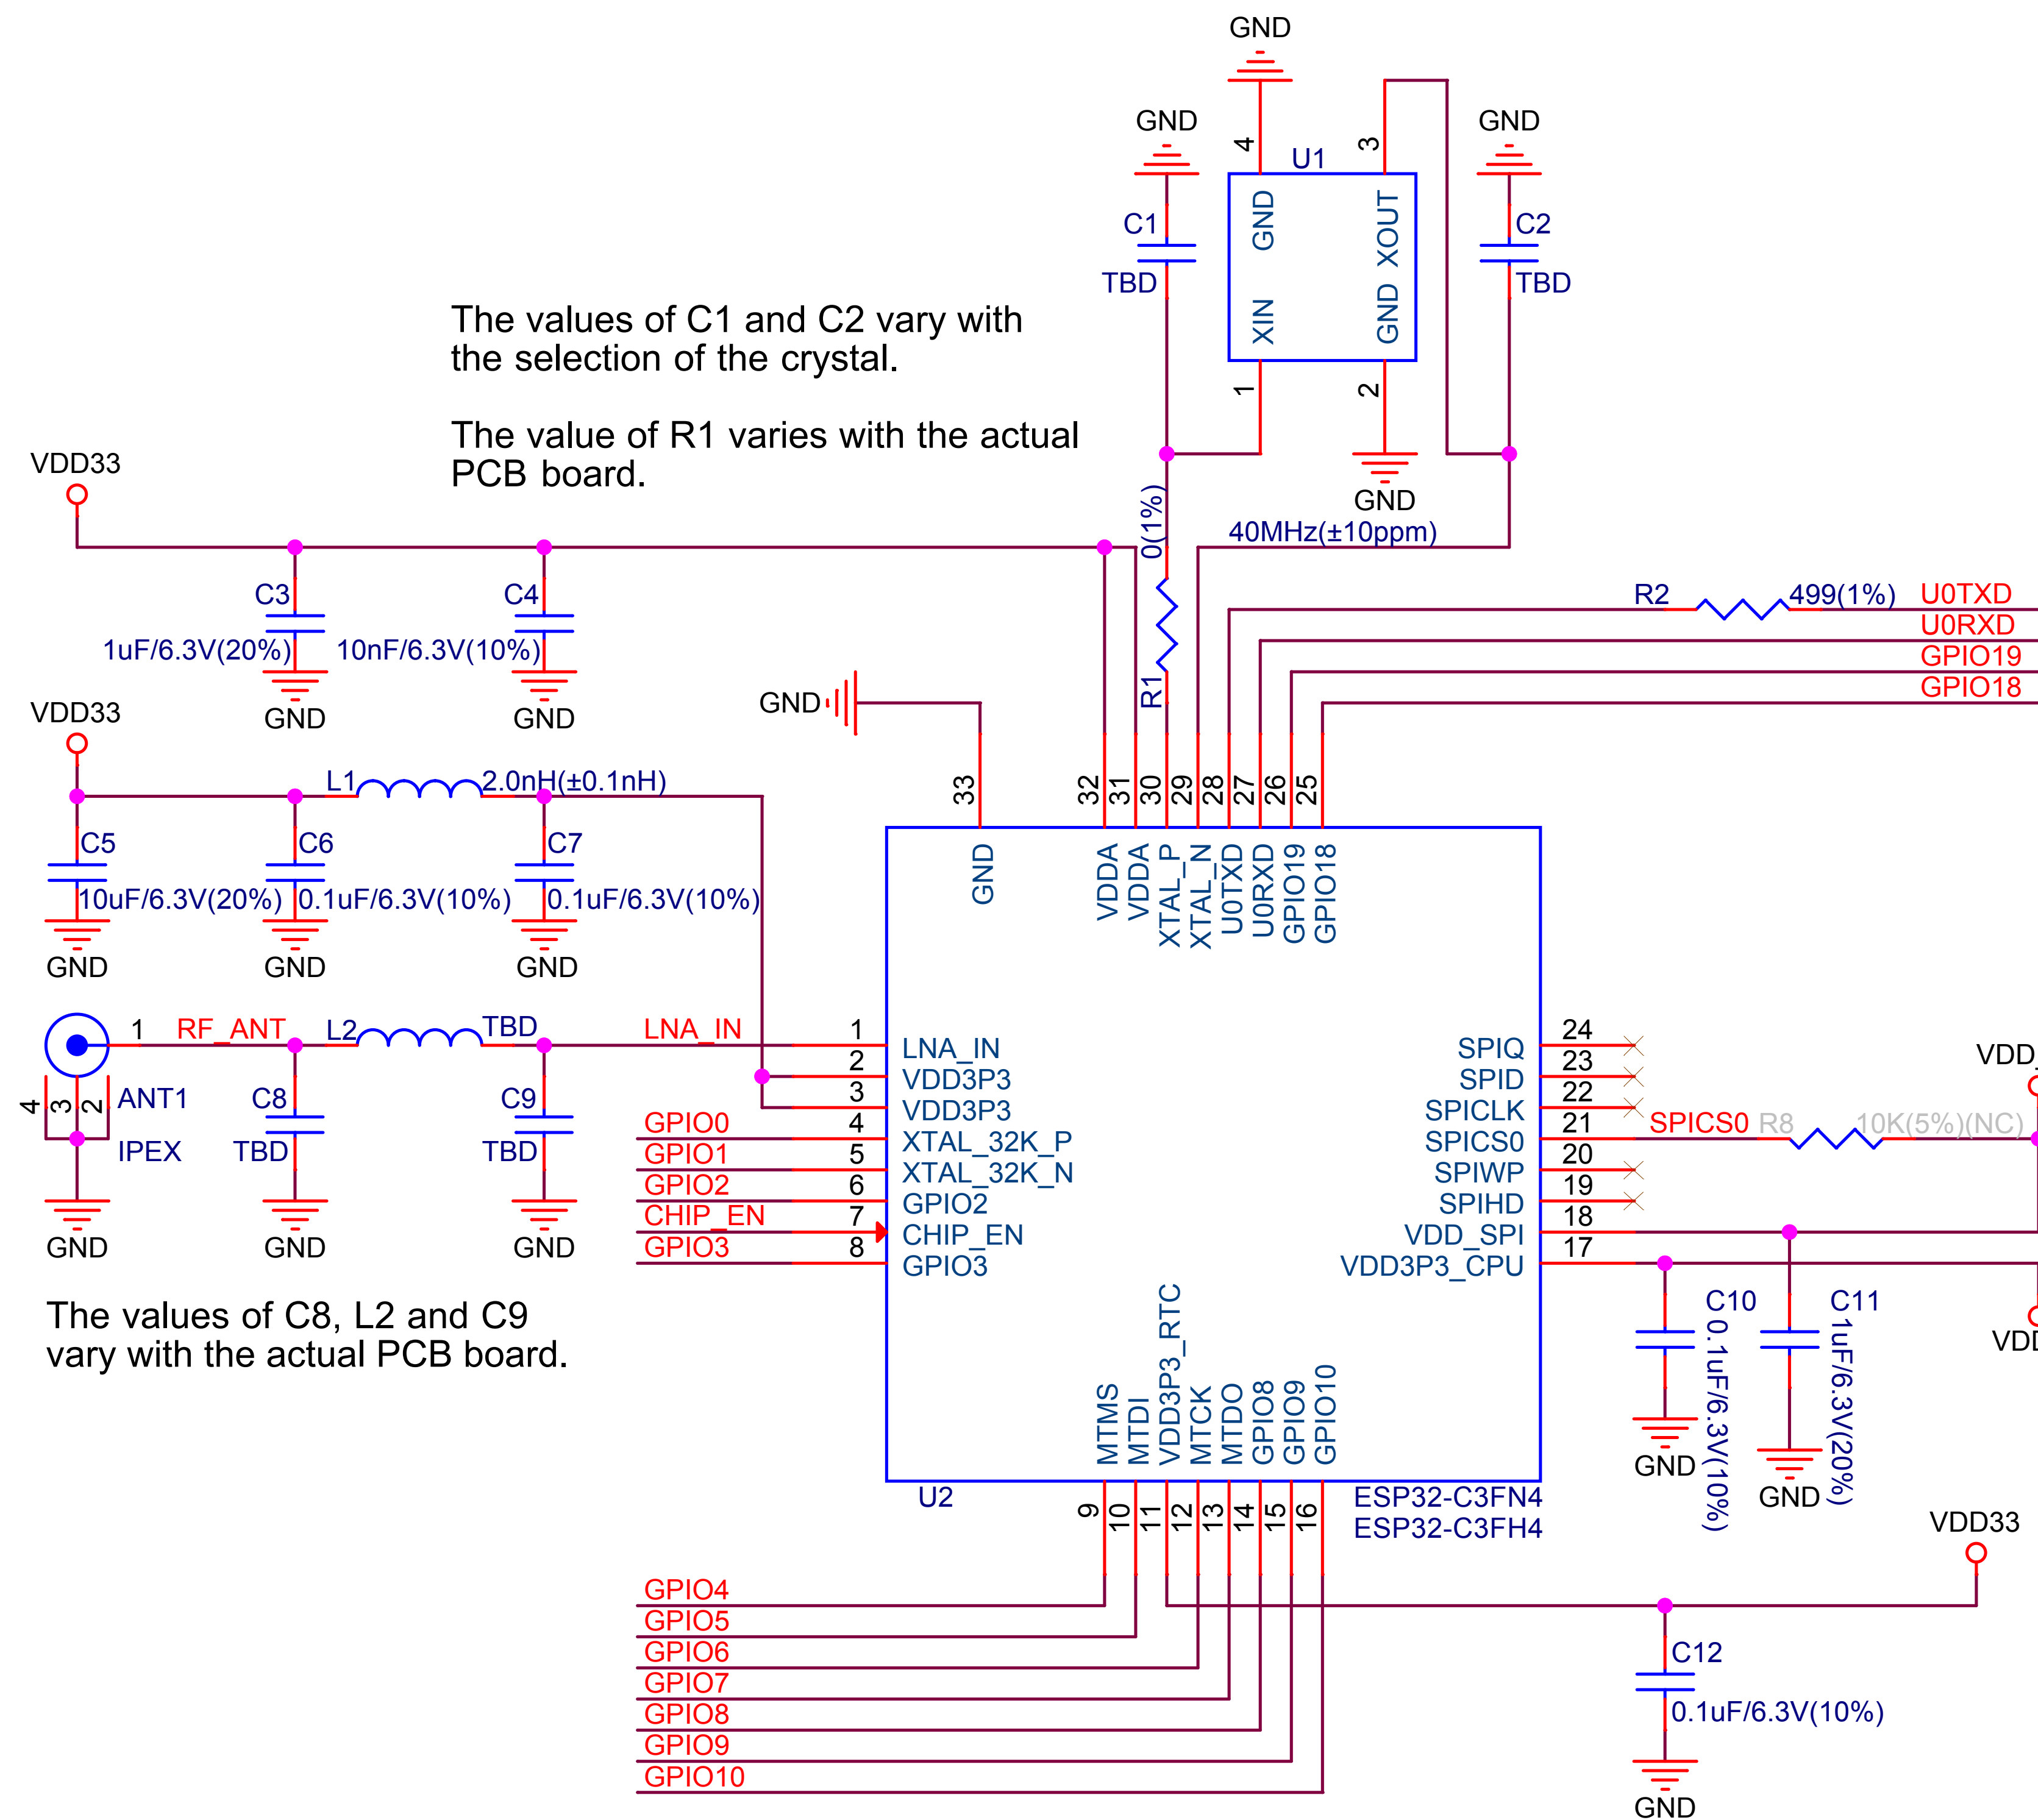 GND
GND
4
3
GND
U1
C1
GND
XOUT
C2
TBD
XIN
GND
TBD
The values of C1 and C2 vary with
the selection of the crystal.
1
2
The value of R1 varies with the actual
PCB board.
VDD33
GND
0(1%)
40MHz(±10ppm)
C3
C4
R2
499(1%)
U0TXD
U0RXD
1uF/6.3V(20%)
10nF/6.3V(10%)
GPIO19
GPIO18
R1
GND
VDD33
GND
GND
L1
2.0nH(±0.1nH)
33
32
31
30
29
28
27
26
25
C5
C6
C7
GND
VDDA
VDDA
XTAL_P
XTAL_N
U0TXD
U0RXD
GPIO19
GPIO18
10uF/6.3V(20%)
0.1uF/6.3V(10%)
0.1uF/6.3V(10%)
GND
GND
GND
1
RF_ANT
L2
TBD
LNA_IN
1
LNA_IN
2
VDD3P3
3
VDD3P3
GPIO0
4
XTAL_32K_P
GPIO1
5
XTAL_32K_N
GPIO2
6
GPIO2
CHIP_EN
7
CHIP_EN
GPIO3
8
GPIO3
4
3
2
ANT1
IPEX
C8
TBD
C9
TBD
GND
GND
GND
SPIQ
24
SPID
23
SPICLK
22
SPICS0
21
SPICS0
R8
10K(5%)(NC)
SPIWP
20
SPIHD
19
VDD_SPI
18
VDD3P3_CPU
17
VDD_
The values of C8, L2 and C9
vary with the actual PCB board.
C10
0.1uF/6.3V(10%)
C11
1uF/6.3V(20%)
GND
GND
MTMS
MTDI
VDD3P3_RTC
MTCK
MTDO
GPIO8
GPIO9
GPIO10
U2
ESP32-C3FN4
ESP32-C3FH4
9
10
11
12
13
14
15
16
VDD33
GPIO4
GPIO5
GPIO6
GPIO7
GPIO8
GPIO9
GPIO10
C12
0.1uF/6.3V(10%)
GND